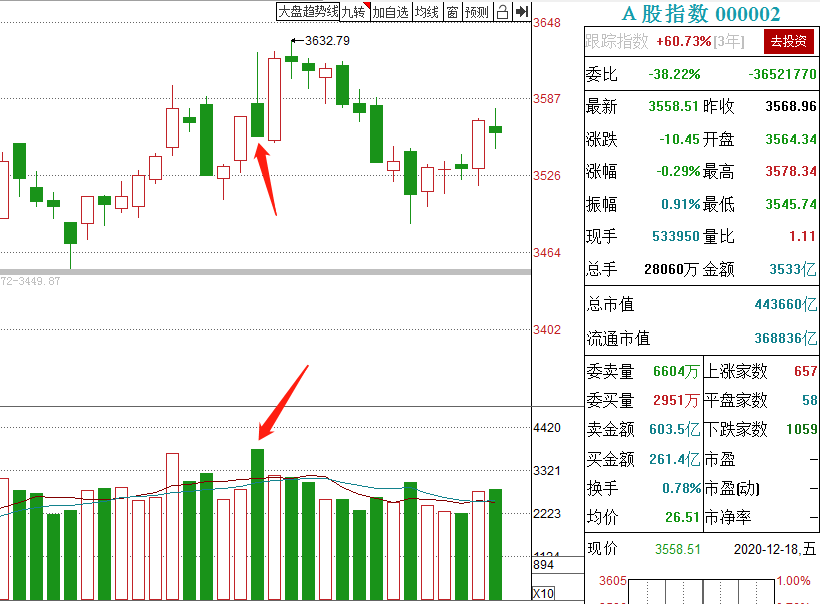 大盘趋势线 九转 加自选 均线 窗 预测
3648
3632.79
3587
3526
3464
72-3449.87
3402
4420
3321
2223
894
X10
A股指数 000002
跟踪指数 +60.73%[3年] 去投资
委比 -38.22% -36521770
最新 3558.51 昨收 3568.96
涨跌 -10.45 开盘 3564.34
涨幅 -0.29% 最高 3578.34
振幅 0.91% 最低 3545.74
现手 533950 量比 1.11
总手 28060万 金额 3533亿
总市值 443660亿
流通市值 368836亿
委卖量 6604万 上涨家数 657
委买量 2951万 平盘家数 58
卖金额 603.5亿 下跌家数 1059
买金额 261.4亿 市盈 –
换手 0.78% 市盈(动) –
均价 26.51 市净率 –
现价 3558.51 2020-12-18,五
3605 1.00%